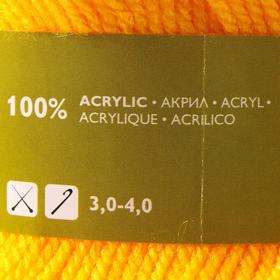 100% ACRYLIC • АКРИЛ • ACRYL •
ACRYLIQUE • ACRILICO
3,0-4,0